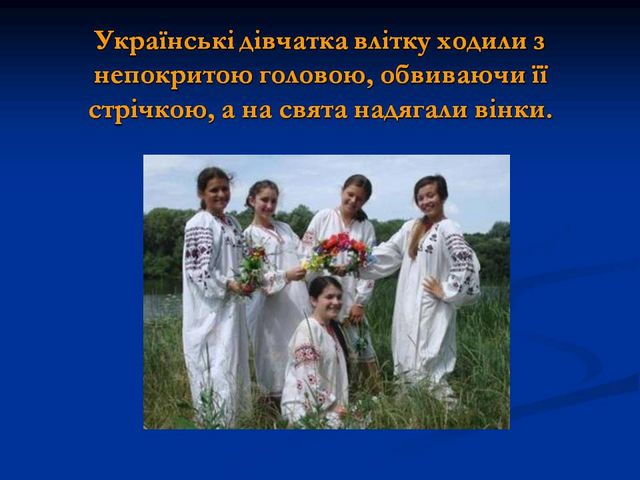 Українські дівчатка влітку ходили з
непокритою головою, обвиваючи її
стрічкою, а на свята надягали вінки.